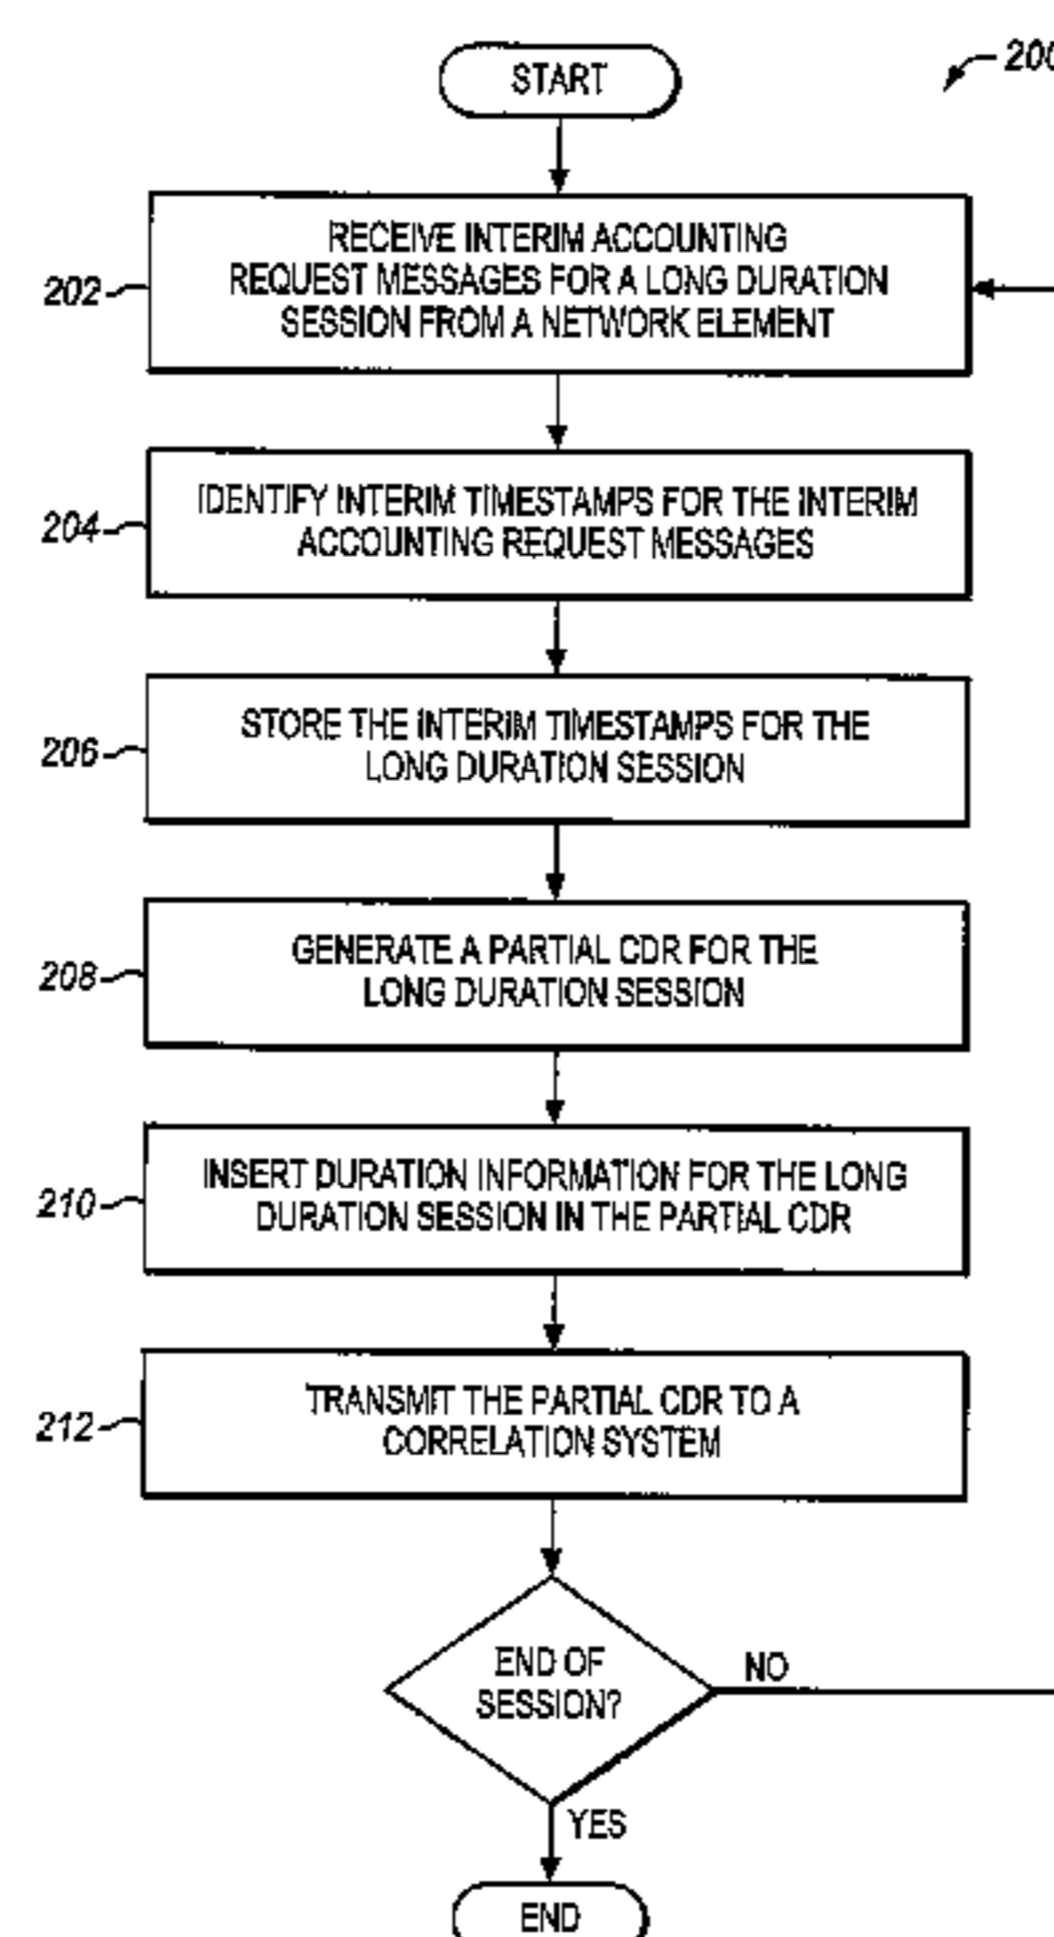 START
200
RECEIVE INTERIM ACCOUNTING
REQUEST MESSAGES FOR A LONG DURATION
SESSION FROM A NETWORK ELEMENT
202
IDENTIFY INTERIM TIMESTAMPS FOR THE INTERIM
ACCOUNTING REQUEST MESSAGES
204
STORE THE INTERIM TIMESTAMPS FOR THE
LONG DURATION SESSION
206
GENERATE A PARTIAL CDR FOR THE
LONG DURATION SESSION
208
INSERT DURATION INFORMATION FOR THE LONG
DURATION SESSION IN THE PARTIAL CDR
210
TRANSMIT THE PARTIAL CDR TO A
CORRELATION SYSTEM
212
END OF
SESSION?
NO
YES
END